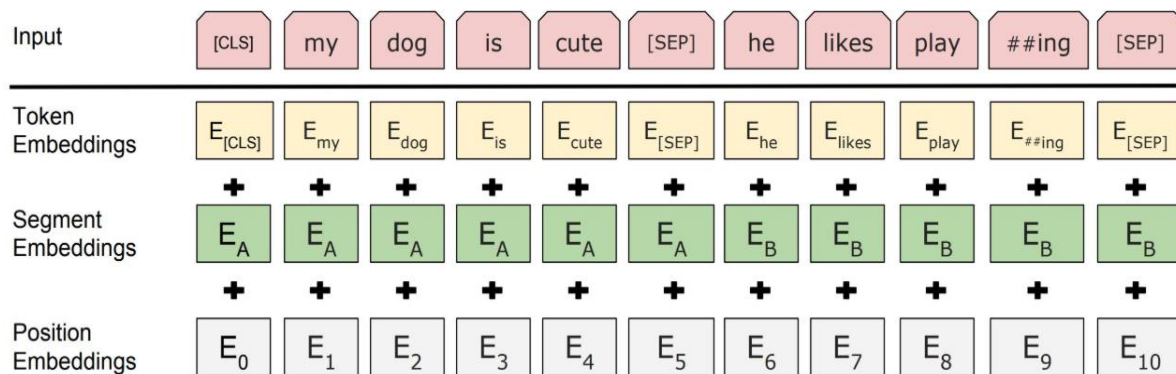 Input [CLS] my dog is cute [SEP] he likes play ##ing [SEP]
Token
Embeddings
E[CLS] Emy Edog Eis Ecute E[SEP] Ehe Elikes Eplay E##ing E[SEP]
+ + + + + + + + + + +
Segment
Embeddings
EA EA EA EA EA EA EB EB EB EB EB
+ + + + + + + + + + +
Position
Embeddings
E0 E1 E2 E3 E4 E5 E6 E7 E8 E9 E10